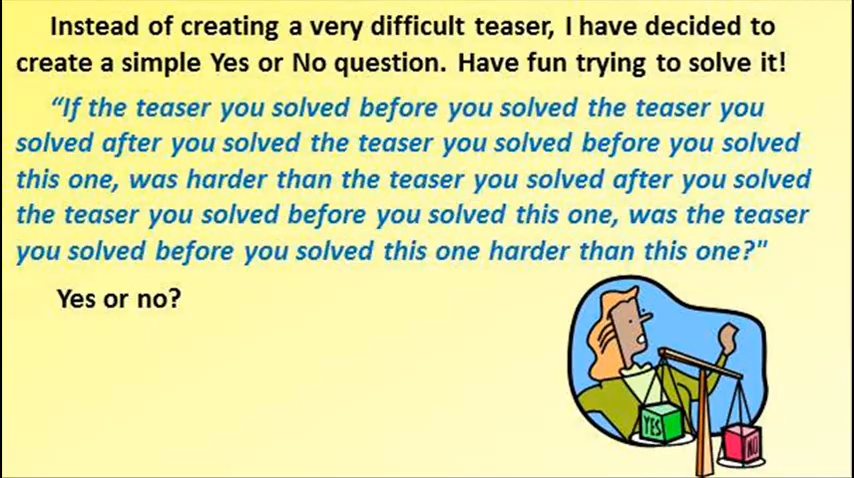 Instead of creating a very difficult teaser, I have decided to
create a simple Yes or No question. Have fun trying to solve it!
“If the teaser you solved before you solved the teaser you
solved after you solved the teaser you solved before you solved
this one, was harder than the teaser you solved after you solved
the teaser you solved before you solved this one, was the teaser
you solved before you solved this one harder than this one?"
Yes or no?
YES
NO